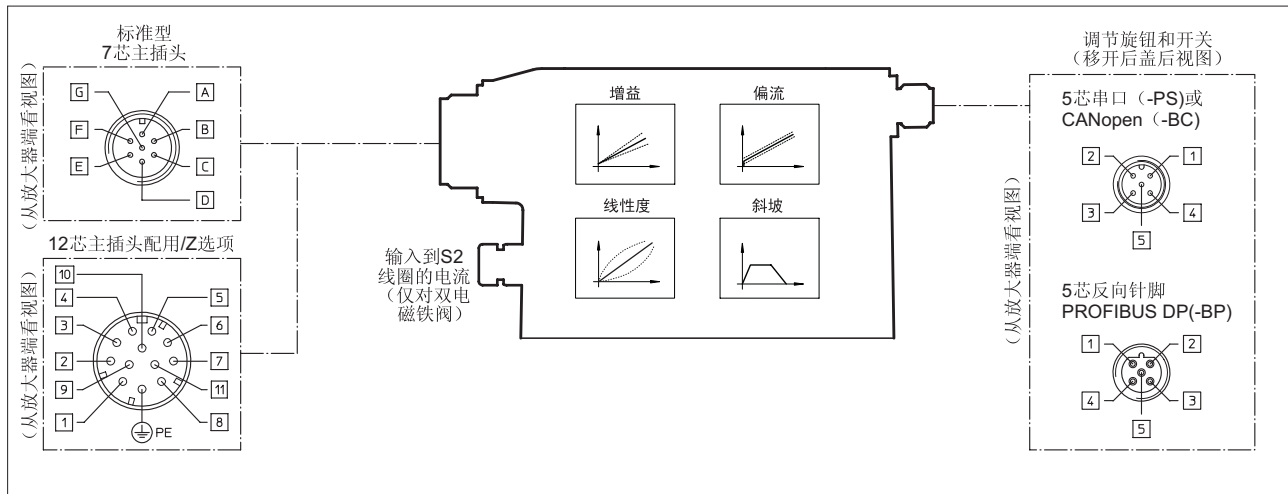 标准型
7芯主插头
（从放大器端看视图）
G
A
F
B
E
C
D
12芯主插头配用/Z选项
（从放大器端看视图）
10
4
5
3
6
2
7
9
11
1
8
PE
增益
偏流
线性度
斜坡
输入到S2
线圈的电流
（仅对双电
磁铁阀）
调节旋钮和开关
（移开后盖后视图）
（从放大器端看视图）
5芯串口（-PS)或
CANopen（-BC)
2
1
3
4
5
5芯反向针脚
PROFIBUS DP(-BP)
1
2
4
3
5